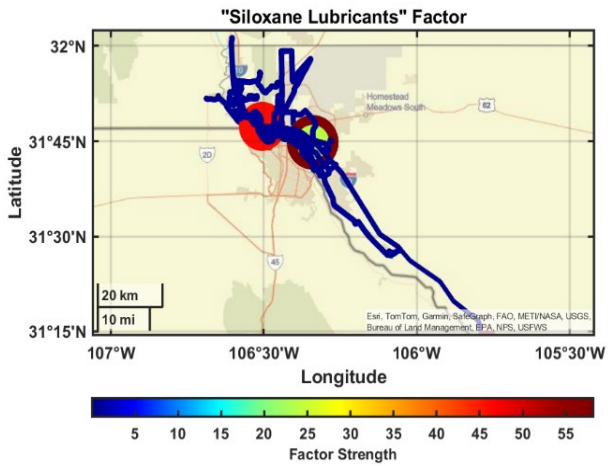 "Siloxane Lubricants" Factor
32°N
31°45'N
31°30'N
31°15'N
Latitude
Homestead
Meadows South
62
2D
45
20 km
10 mi
Esri, TomTom, Garmin, SafeGraph, FAO, METI/NASA, USGS,
Bureau of Land Management, EPA, NPS, USFWS
107°W
106°30'W
106°W
105°30'W
Longitude
5
10
15
20
25
30
35
40
45
50
55
Factor Strength